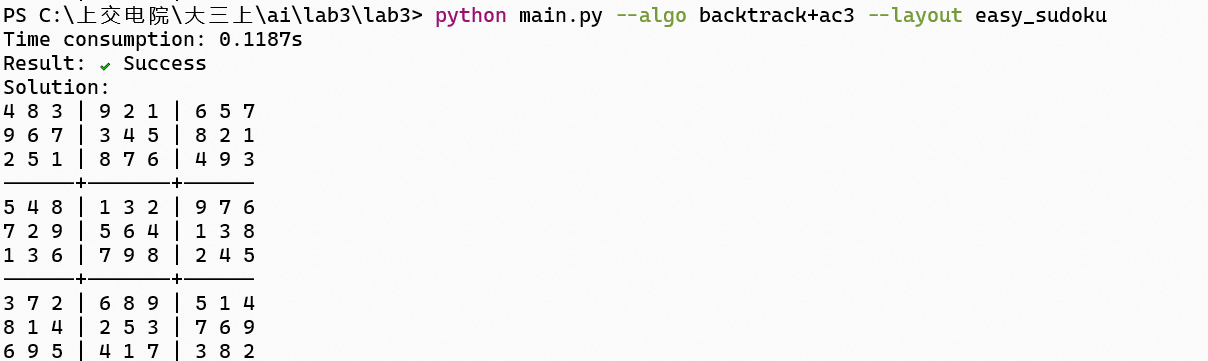 PS C:\上交电院\大三上\ai\lab3\lab3> python main.py --algo backtrack+ac3 --layout easy_sudoku
Time consumption: 0.1187s
Result: ✔ Success
Solution:
4 8 3 | 9 2 1 | 6 5 7
9 6 7 | 3 4 5 | 8 2 1
2 5 1 | 8 7 6 | 4 9 3
------+-------+------
5 4 8 | 1 3 2 | 9 7 6
7 2 9 | 5 6 4 | 1 3 8
1 3 6 | 7 9 8 | 2 4 5
------+-------+------
3 7 2 | 6 8 9 | 5 1 4
8 1 4 | 2 5 3 | 7 6 9
6 9 5 | 4 1 7 | 3 8 2